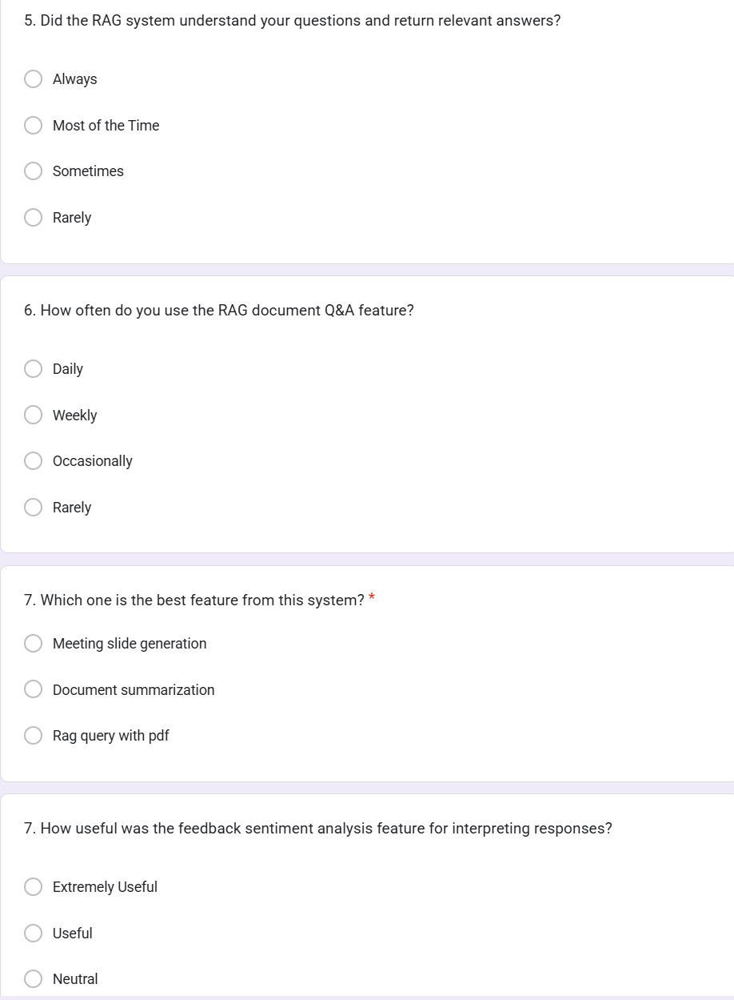 5. Did the RAG system understand your questions and return relevant answers?
Always
Most of the Time
Sometimes
Rarely
6. How often do you use the RAG document Q&A feature?
Daily
Weekly
Occasionally
Rarely
7. Which one is the best feature from this system? *
Meeting slide generation
Document summarization
Rag query with pdf
7. How useful was the feedback sentiment analysis feature for interpreting responses?
Extremely Useful
Useful
Neutral